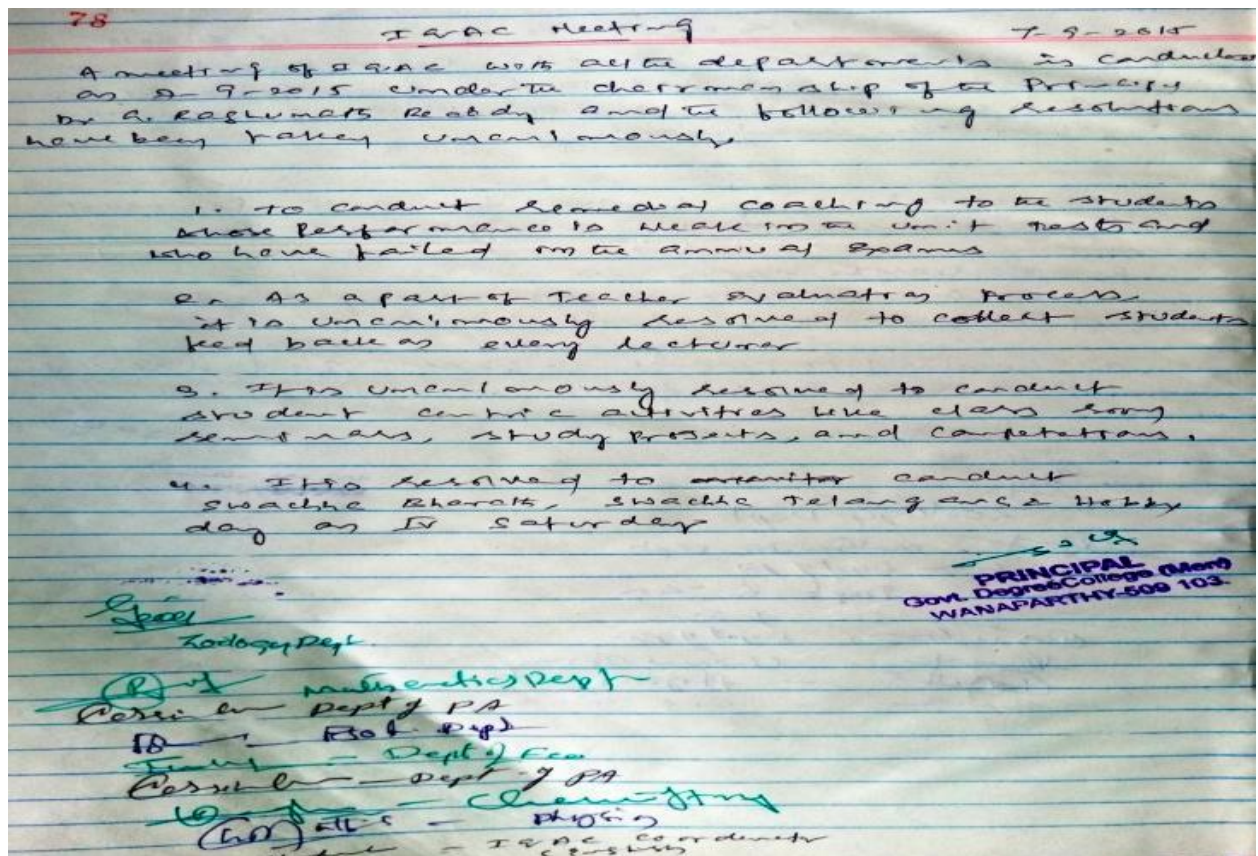 78
IQAC Meeting 7-9-2015
A meeting of IQAC with all the departments is conducted
on 9-2015 under the chairmanship of the Principal
Dr. G. Raghunath Reddy and the following resolutions
have been taken unanimously
1. To conduct remedial coaching to the students
whose performance is weak in the unit tests and
who have failed in the annual exams
2. As a part of Teacher evaluation process
it is unanimously resolved to collect students
feed back on every lecturer
3. It is unanimously resolved to conduct
student centric activities like class room
seminars, study projects, and competetions.
4. It is resolved to conduct
Swachha Bharath, Swachha Telangana Hobby
day on IV Saturday
PRINCIPAL
Govt. Degree College (Men)
WANAPARTHY-509 103.
Zoology Dept.
Mathematics Dept
Dept of PA
Bot. Dept
Dept of Eco.
Dept of PA
Chemistry
Physics
IQAC coordinator